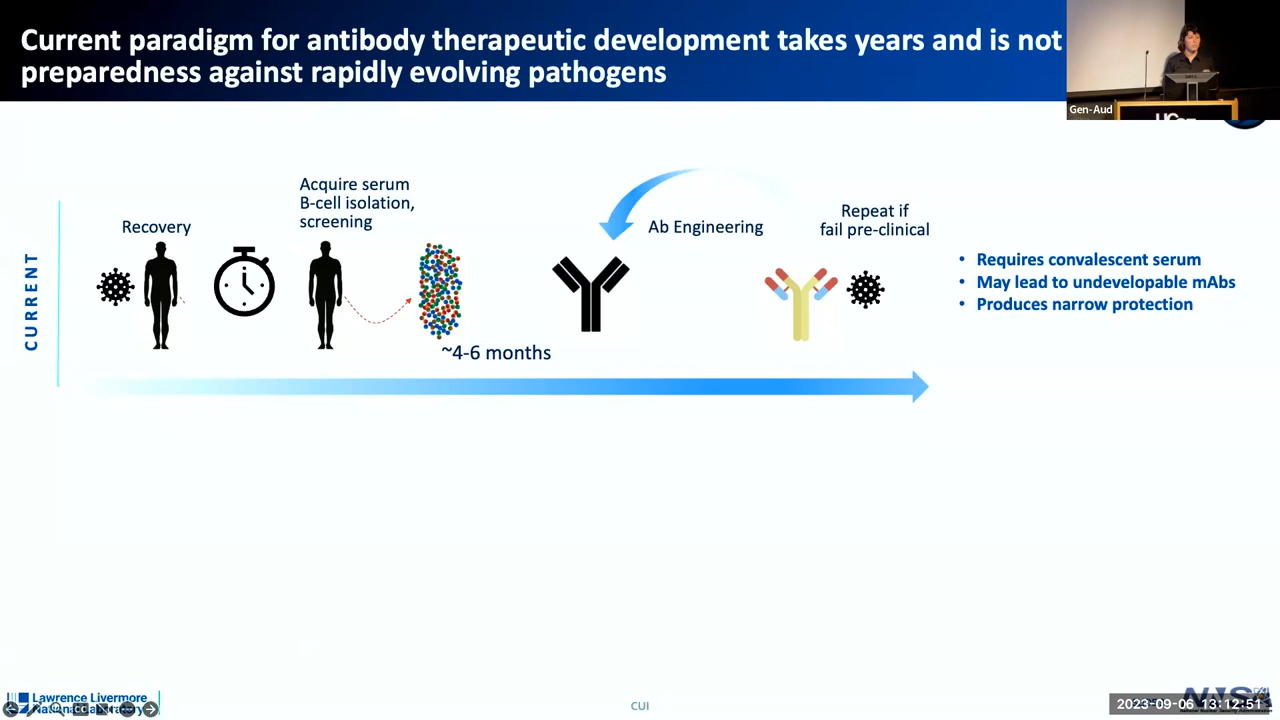 Current paradigm for antibody therapeutic development takes years and is not
preparedness against rapidly evolving pathogens
Gen-Aud
CURRENT
Recovery
Acquire serum
B-cell isolation,
screening
~4-6 months
Ab Engineering
Repeat if
fail pre-clinical
• Requires convalescent serum
• May lead to undevelopable mAbs
• Produces narrow protection
Lawrence Livermore
National Laboratory
CUI
2023-09-06 13:12:51